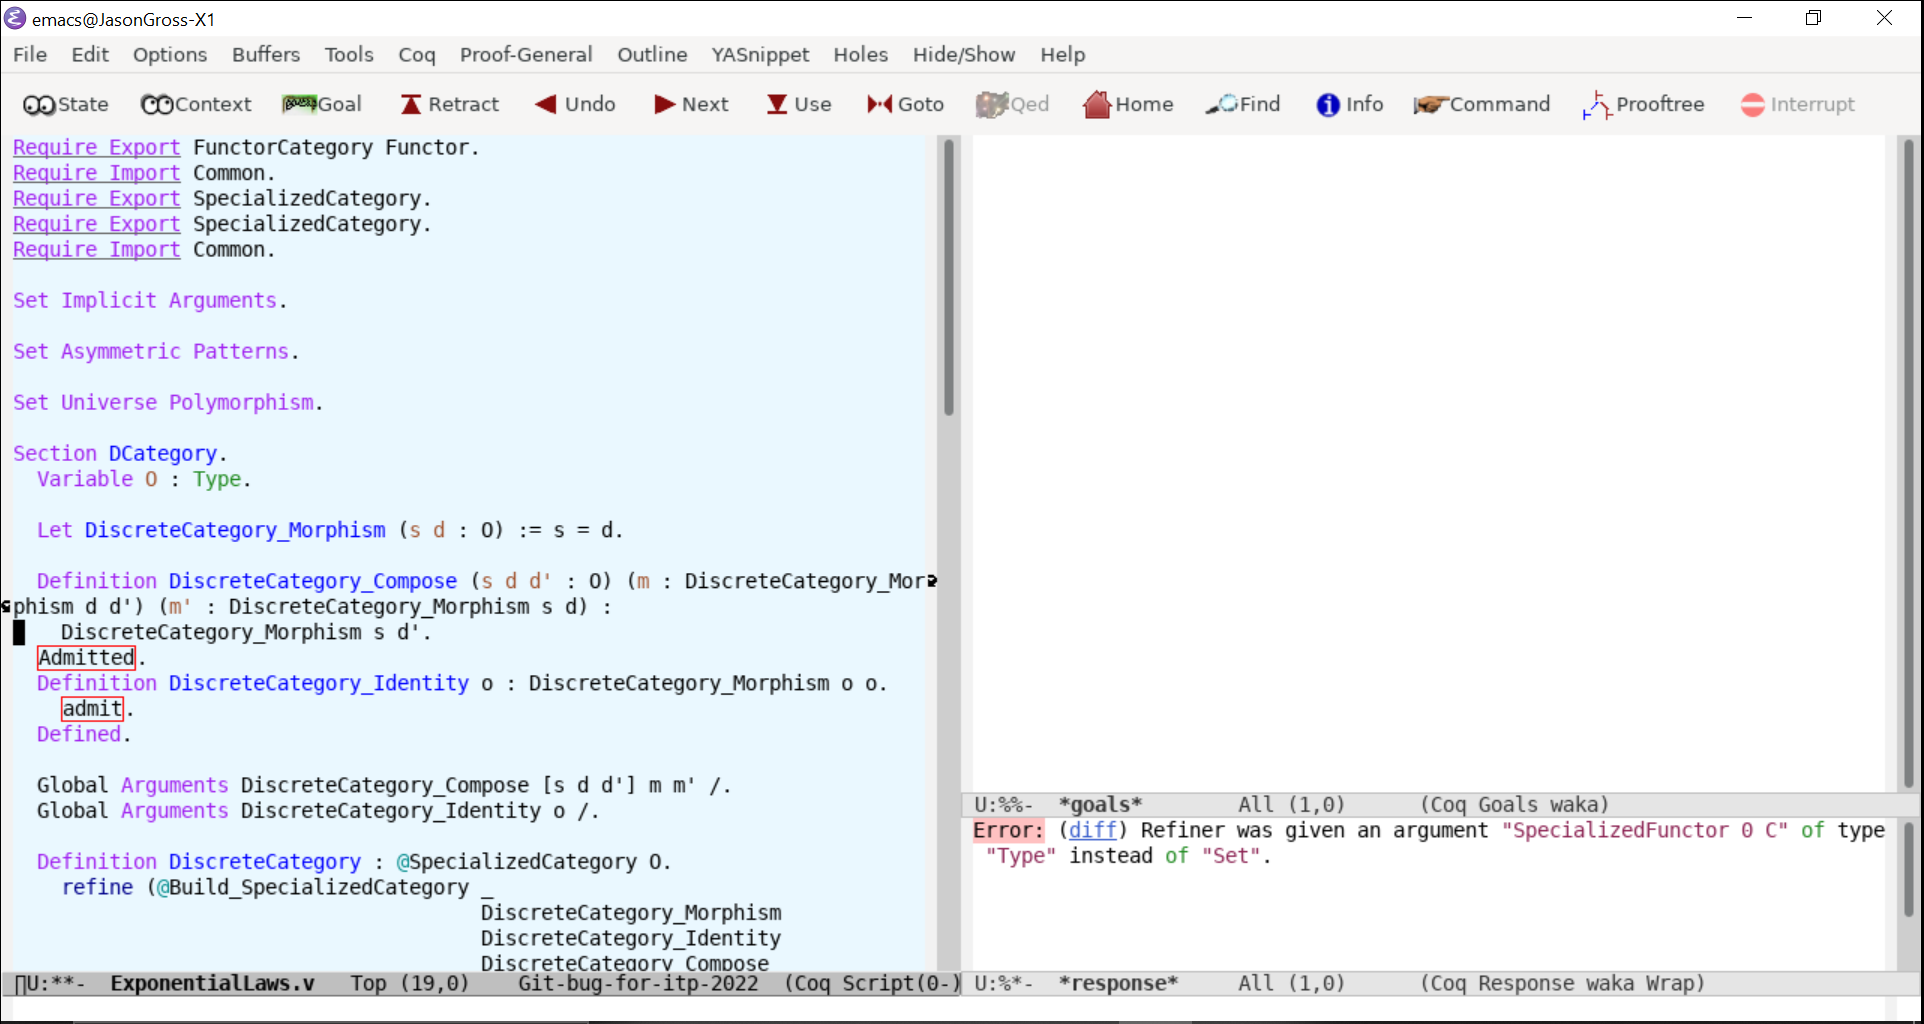 emacs@JasonGross-X1
File Edit Options Buffers Tools Coq Proof-General Outline YASnippet Holes Hide/Show Help
State Context Goal Retract Undo Next Use Goto Qed Home Find Info Command Prooftree Interrupt
Require Export FunctorCategory Functor.
Require Import Common.
Require Export SpecializedCategory.
Require Export SpecializedCategory.
Require Import Common.
Set Implicit Arguments.
Set Asymmetric Patterns.
Set Universe Polymorphism.
Section DCategory.
  Variable O : Type.
  Let DiscreteCategory_Morphism (s d : O) := s = d.
  Definition DiscreteCategory_Compose (s d d' : O) (m : DiscreteCategory_Mor
phism d d') (m' : DiscreteCategory_Morphism s d) :
    DiscreteCategory_Morphism s d'.
  Admitted.
  Definition DiscreteCategory_Identity o : DiscreteCategory_Morphism o o.
    admit.
  Defined.
  Global Arguments DiscreteCategory_Compose [s d d'] m m' /.
  Global Arguments DiscreteCategory_Identity o /.
  Definition DiscreteCategory : @SpecializedCategory O.
    refine (@Build_SpecializedCategory _
                                       DiscreteCategory_Morphism
                                       DiscreteCategory_Identity
                                       DiscreteCategory_Compose
U:**-  ExponentialLaws.v   Top (19,0)    Git-bug-for-itp-2022  (Coq Script(0-)
U:%%-  *goals*        All (1,0)      (Coq Goals waka)
Error: (diff) Refiner was given an argument "SpecializedFunctor 0 C" of type
"Type" instead of "Set".
U:%*-  *response*     All (1,0)      (Coq Response waka Wrap)